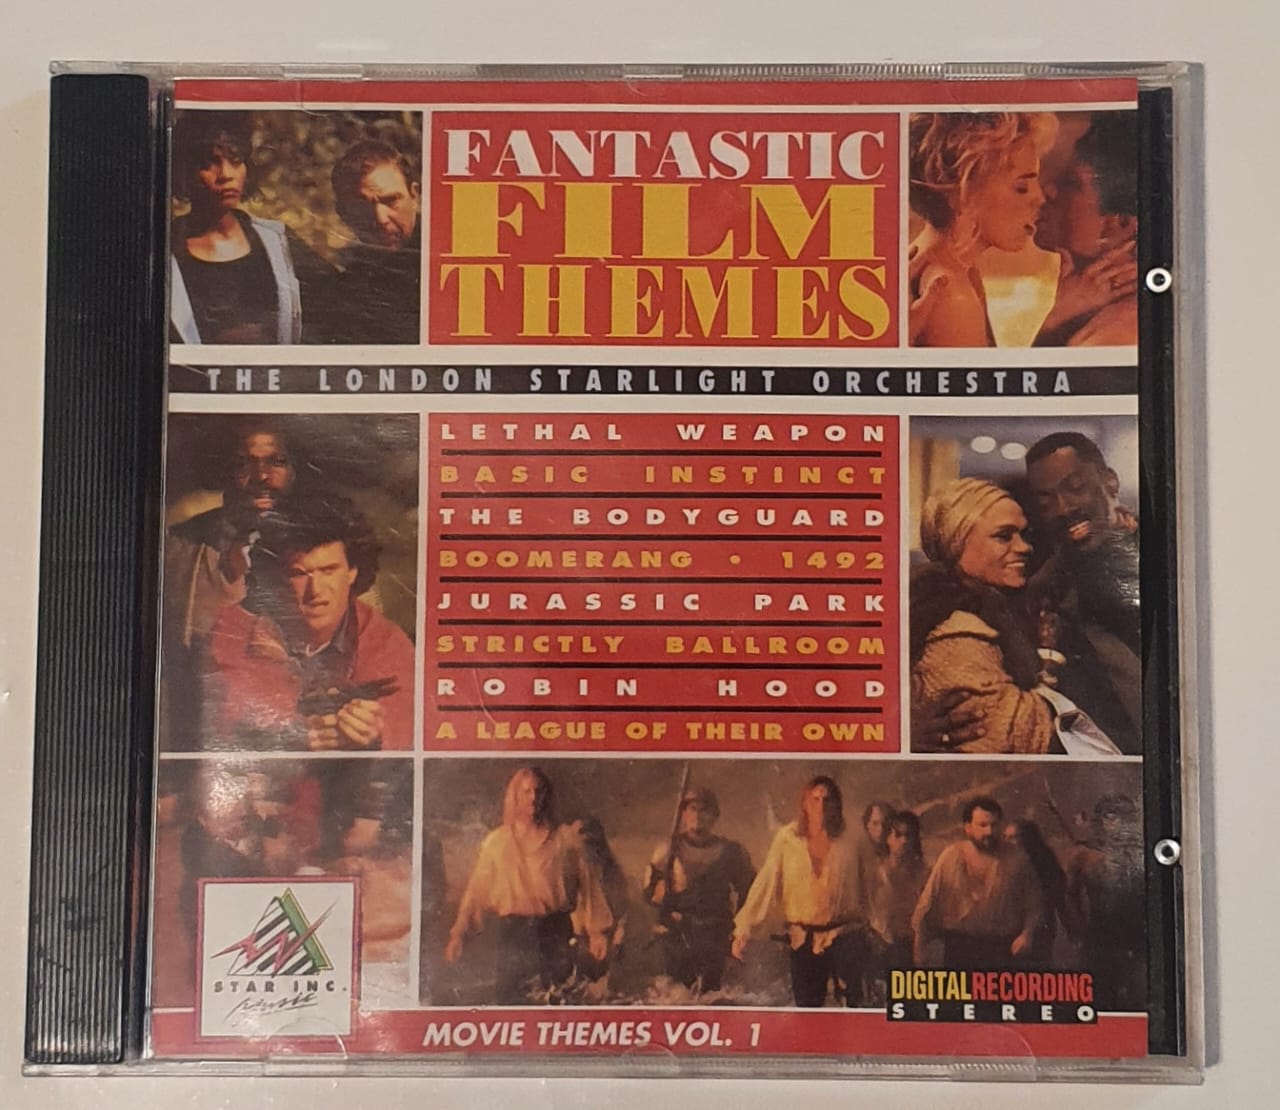 FANTASTIC
FILM
THEMES
THE LONDON STARLIGHT ORCHESTRA
LETHAL WEAPON
BASIC INSTINCT
THE BODYGUARD
BOOMERANG • 1492
JURASSIC PARK
STRICTLY BALLROOM
ROBIN HOOD
A LEAGUE OF THEIR OWN
STAR INC.
music
DIGITAL RECORDING
STEREO
MOVIE THEMES VOL. 1